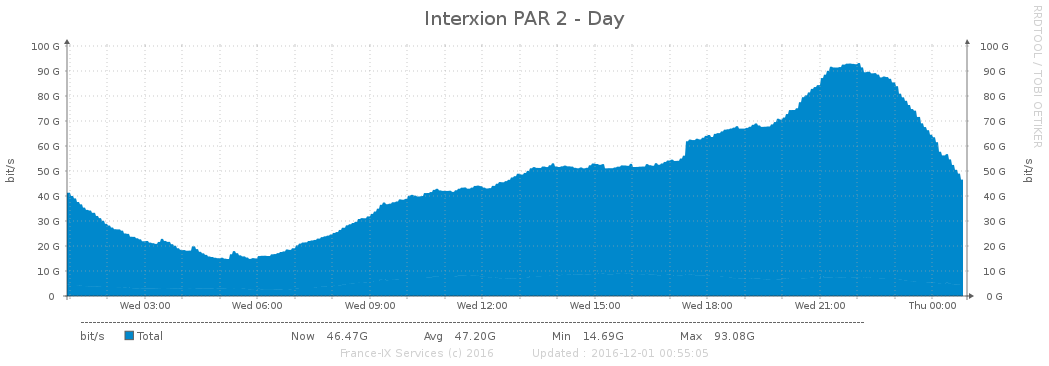 Interxion PAR 2 - Day
RRDTOOL / TOBI OETIKER
100 G 100 G
90 G 90 G
80 G 80 G
70 G 70 G
60 G 60 G
50 G 50 G
40 G 40 G
30 G 30 G
20 G 20 G
10 G 10 G
0 0 G
bit/s bit/s
Wed 03:00 Wed 06:00 Wed 09:00 Wed 12:00 Wed 15:00 Wed 18:00 Wed 21:00 Thu 00:00
bit/s Total Now 46.47G Avg 47.20G Min 14.69G Max 93.08G
France-IX Services (c) 2016 Updated : 2016-12-01 00:55:05